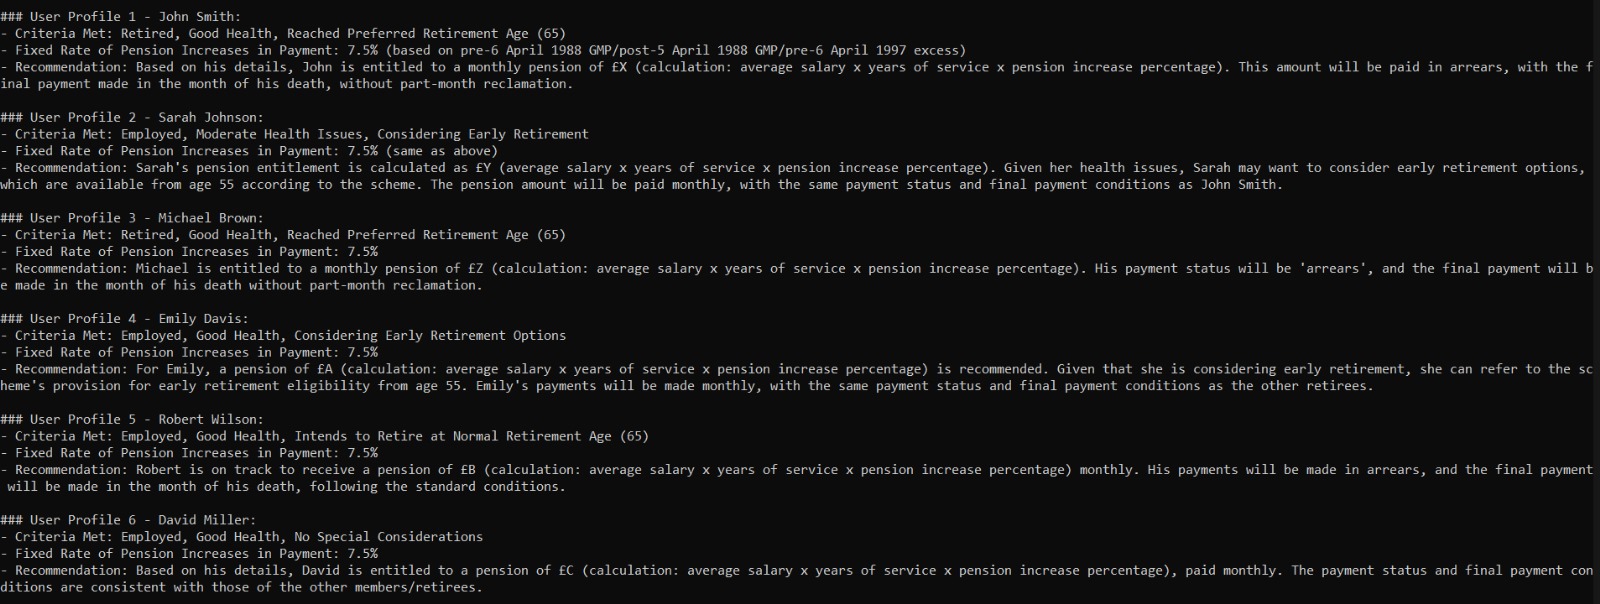 ### User Profile 1 - John Smith:
- Criteria Met: Retired, Good Health, Reached Preferred Retirement Age (65)
- Fixed Rate of Pension Increases in Payment: 7.5% (based on pre-6 April 1988 GMP/post-5 April 1988 GMP/pre-6 April 1997 excess)
- Recommendation: Based on his details, John is entitled to a monthly pension of £X (calculation: average salary x years of service x pension increase percentage). This amount will be paid in arrears, with the f
inal payment made in the month of his death, without part-month reclamation.

### User Profile 2 - Sarah Johnson:
- Criteria Met: Employed, Moderate Health Issues, Considering Early Retirement
- Fixed Rate of Pension Increases in Payment: 7.5% (same as above)
- Recommendation: Sarah's pension entitlement is calculated as £Y (average salary x years of service x pension increase percentage). Given her health issues, Sarah may want to consider early retirement options,
which are available from age 55 according to the scheme. The pension amount will be paid monthly, with the same payment status and final payment conditions as John Smith.

### User Profile 3 - Michael Brown:
- Criteria Met: Retired, Good Health, Reached Preferred Retirement Age (65)
- Fixed Rate of Pension Increases in Payment: 7.5%
- Recommendation: Michael is entitled to a monthly pension of £Z (calculation: average salary x years of service x pension increase percentage). His payment status will be 'arrears', and the final payment will b
e made in the month of his death without part-month reclamation.

### User Profile 4 - Emily Davis:
- Criteria Met: Employed, Good Health, Considering Early Retirement Options
- Fixed Rate of Pension Increases in Payment: 7.5%
- Recommendation: For Emily, a pension of £A (calculation: average salary x years of service x pension increase percentage) is recommended. Given that she is considering early retirement, she can refer to the sc
heme's provision for early retirement eligibility from age 55. Emily's payments will be made monthly, with the same payment status and final payment conditions as the other retirees.

### User Profile 5 - Robert Wilson:
- Criteria Met: Employed, Good Health, Intends to Retire at Normal Retirement Age (65)
- Fixed Rate of Pension Increases in Payment: 7.5%
- Recommendation: Robert is on track to receive a pension of £B (calculation: average salary x years of service x pension increase percentage) monthly. His payments will be made in arrears, and the final payment
will be made in the month of his death, following the standard conditions.

### User Profile 6 - David Miller:
- Criteria Met: Employed, Good Health, No Special Considerations
- Fixed Rate of Pension Increases in Payment: 7.5%
- Recommendation: Based on his details, David is entitled to a pension of £C (calculation: average salary x years of service x pension increase percentage), paid monthly. The payment status and final payment con
ditions are consistent with those of the other members/retirees.